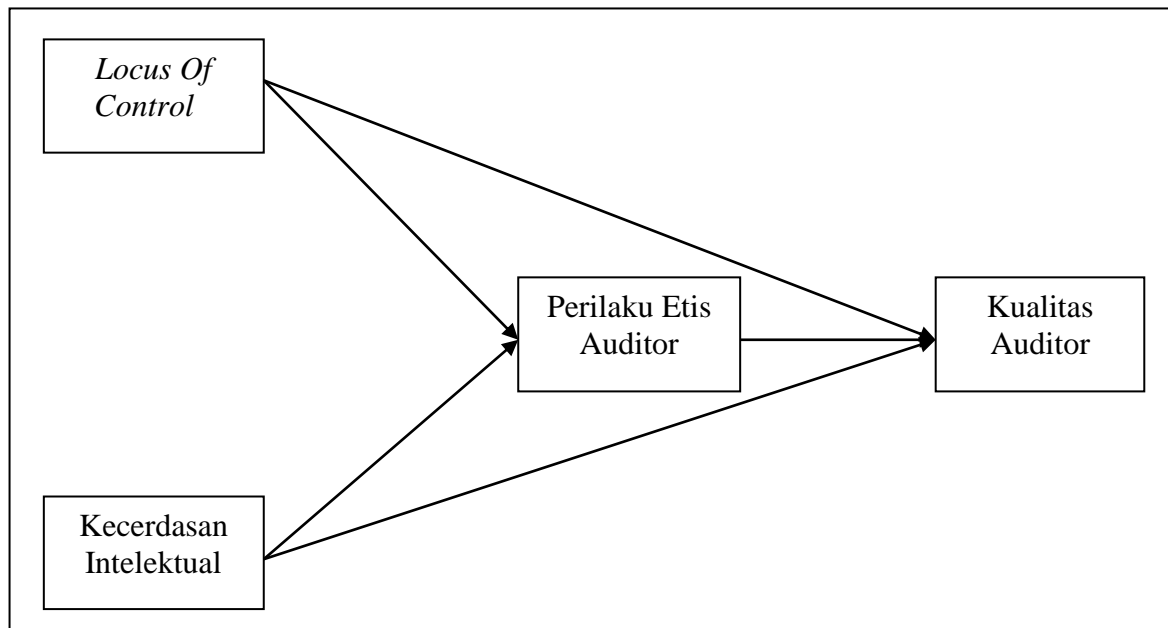 Locus Of
Control
Perilaku Etis
Auditor
Kualitas
Auditor
Kecerdasan
Intelektual